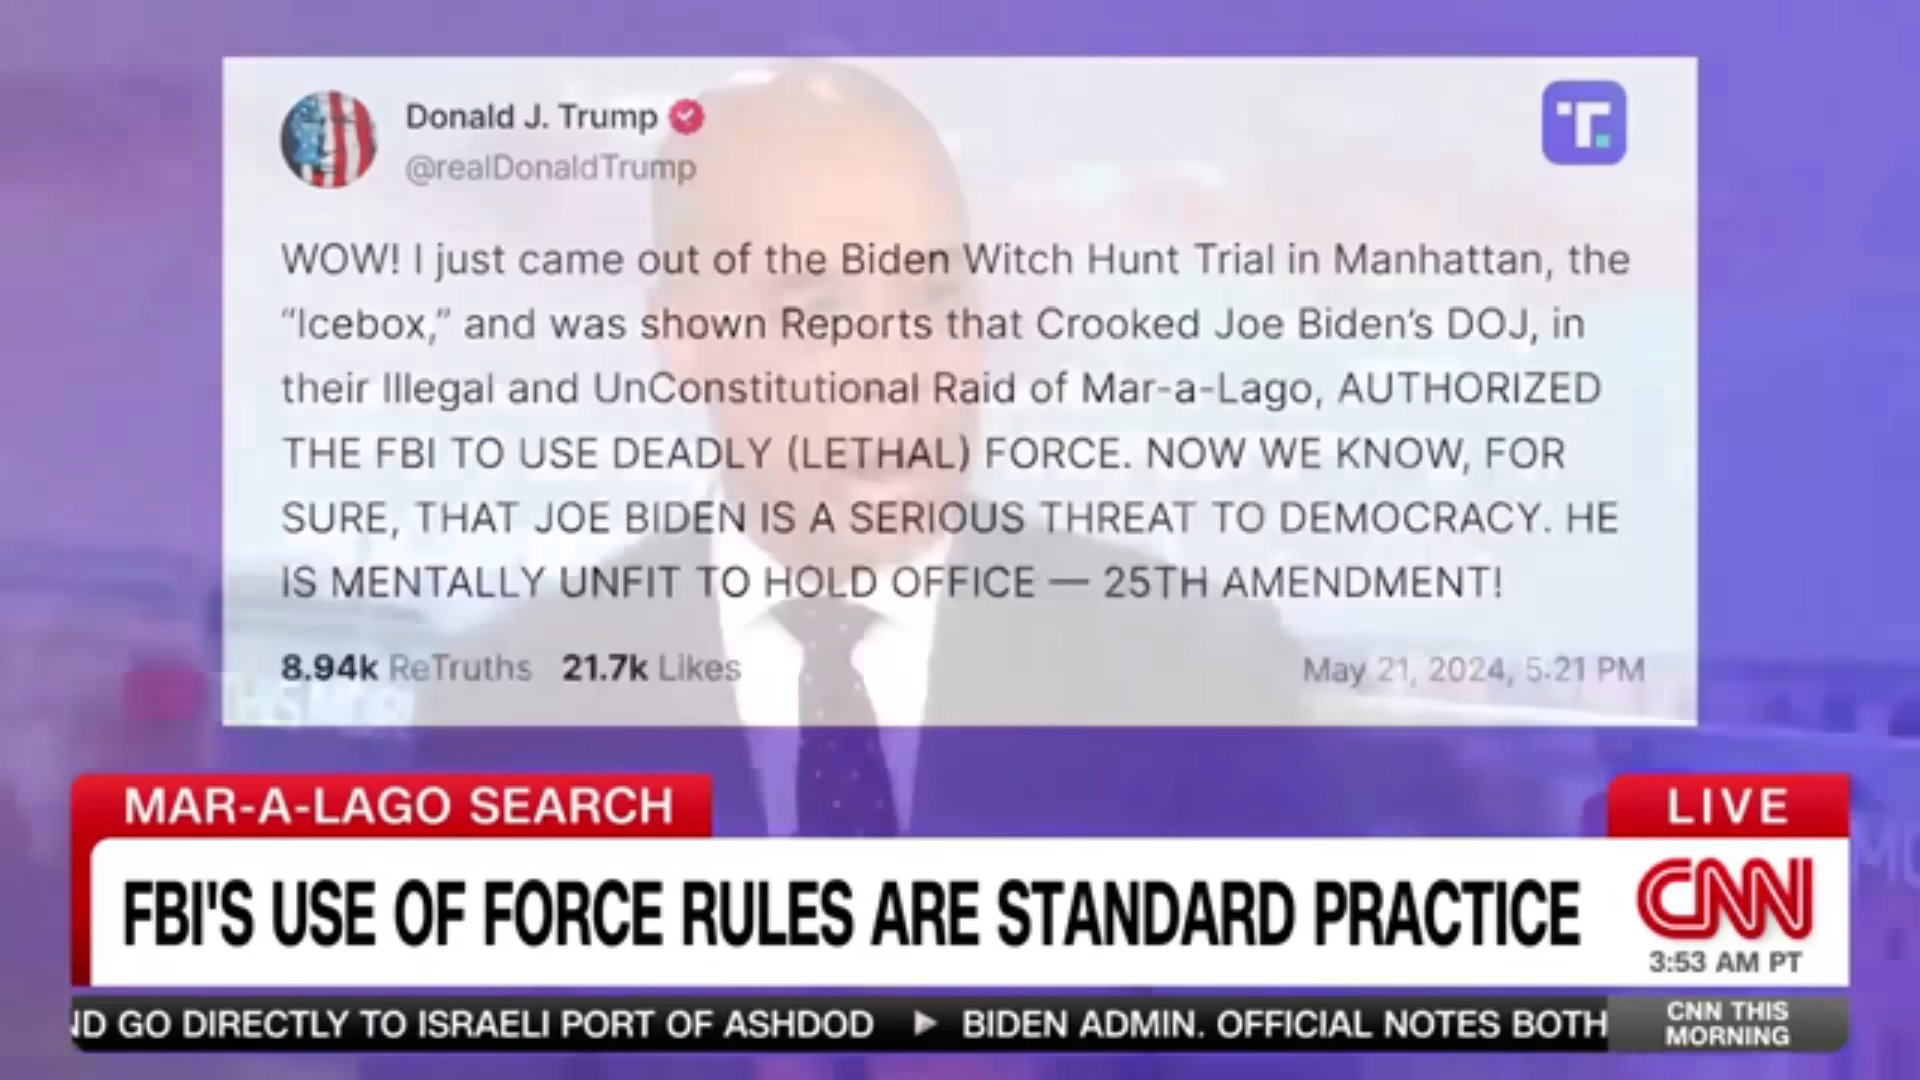 Donald J. Trump
@realDonaldTrump
WOW! I just came out of the Biden Witch Hunt Trial in Manhattan, the
“Icebox,” and was shown Reports that Crooked Joe Biden’s DOJ, in
their Illegal and UnConstitutional Raid of Mar-a-Lago, AUTHORIZED
THE FBI TO USE DEADLY (LETHAL) FORCE. NOW WE KNOW, FOR
SURE, THAT JOE BIDEN IS A SERIOUS THREAT TO DEMOCRACY. HE
IS MENTALLY UNFIT TO HOLD OFFICE — 25TH AMENDMENT!
8.94k ReTruths 21.7k Likes May 21, 2024, 5:21 PM
MAR-A-LAGO SEARCH
LIVE
FBI'S USE OF FORCE RULES ARE STANDARD PRACTICE
CNN
3:53 AM PT
GO DIRECTLY TO ISRAELI PORT OF ASHDOD ▶ BIDEN ADMIN. OFFICIAL NOTES BOTH
CNN THIS
MORNING